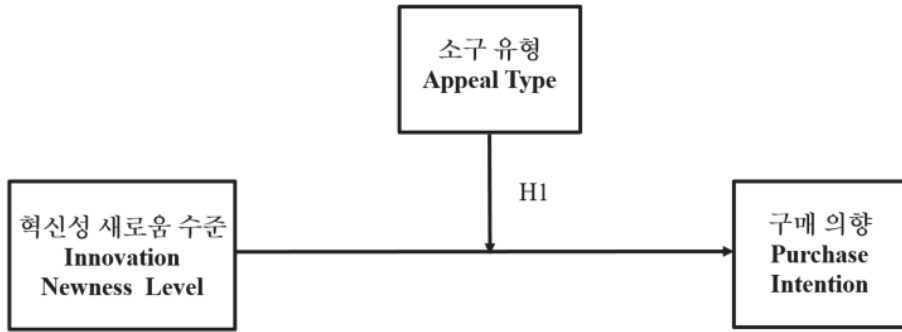 소구 유형
Appeal Type
H1
혁신성 새로움 수준
Innovation
Newness Level
구매 의향
Purchase
Intention